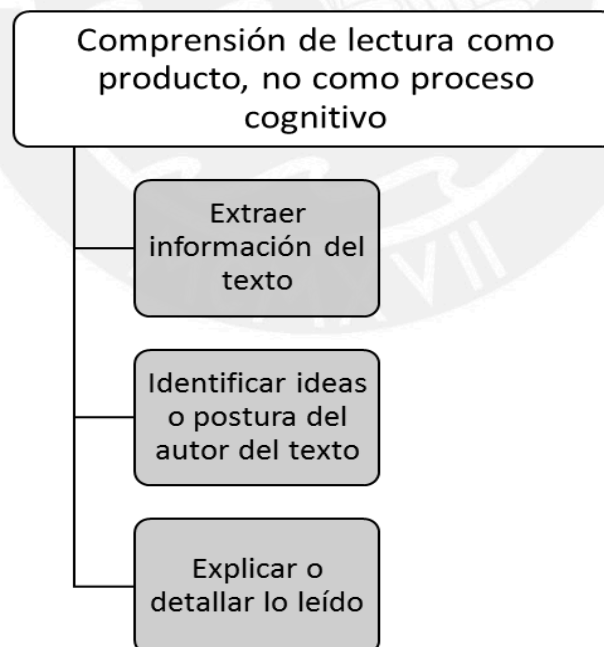 Comprensión de lectura como
producto, no como proceso
cognitivo
Extraer
información del
texto
Identificar ideas
o postura del
autor del texto
Explicar o
detallar lo leído